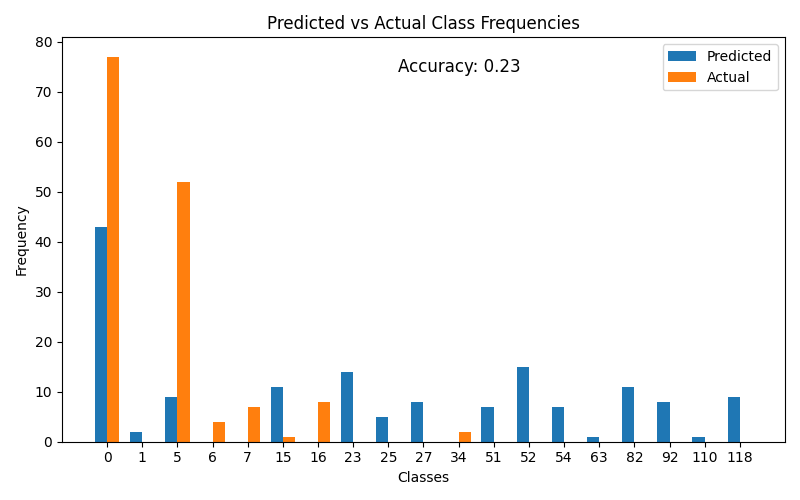 Predicted vs Actual Class Frequencies
Accuracy: 0.23
Predicted
Actual
Frequency
80
70
60
50
40
30
20
10
0
0 1 5 6 7 15 16 23 25 27 34 51 52 54 63 82 92 110 118
Classes